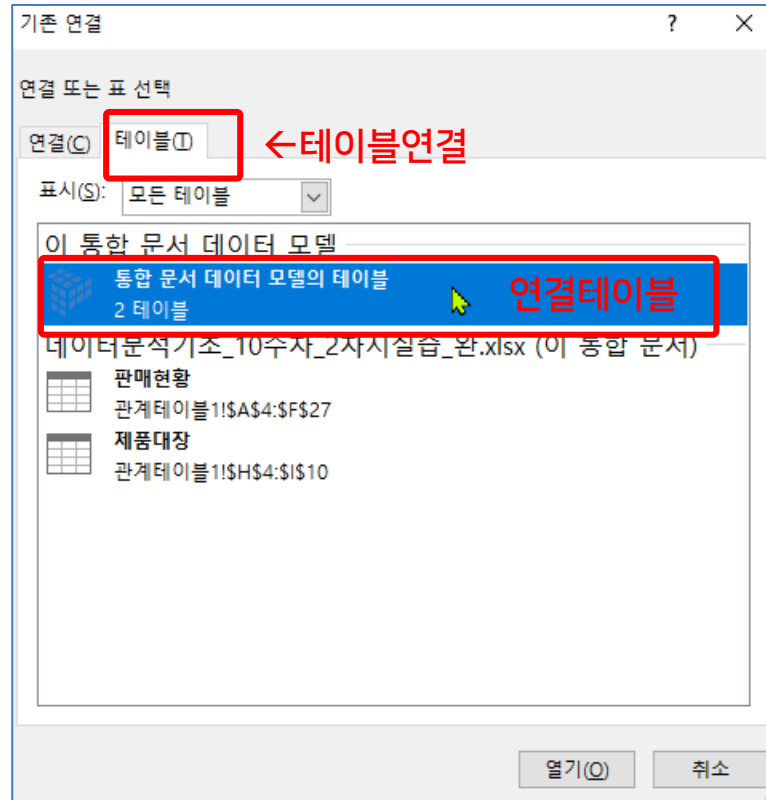 기존 연결 ? ✕
연결 또는 표 선택
연결(C) 테이블(T) ←테이블연결
표시(S): 모든 테이블
이 통합 문서 데이터 모델
통합 문서 데이터 모델의 테이블
2 테이블 연결테이블
데이터분석기초_10주차_2차시실습_완.xlsx (이 통합 문서)
판매현황
관계테이블1!$A$4:$F$27
제품대장
관계테이블1!$H$4:$I$10
열기(O) 취소